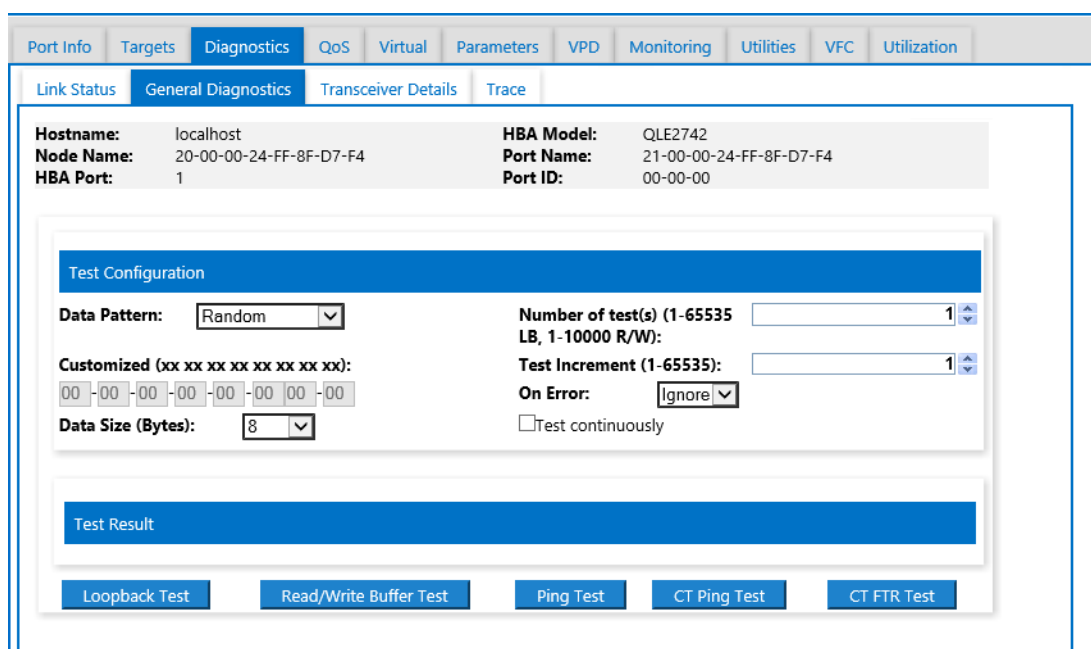 Port Info Targets Diagnostics QoS Virtual Parameters VPD Monitoring Utilities VFC Utilization
Link Status General Diagnostics Transceiver Details Trace
Hostname: localhost HBA Model: QLE2742
Node Name: 20-00-00-24-FF-8F-D7-F4 Port Name: 21-00-00-24-FF-8F-D7-F4
HBA Port: 1 Port ID: 00-00-00
Test Configuration
Data Pattern: Random Number of test(s) (1-65535 1
LB, 1-10000 R/W):
Customized (xx xx xx xx xx xx xx xx): Test Increment (1-65535): 1
00 -00 -00 -00 -00 -00 00 -00 On Error: Ignore
Data Size (Bytes): 8 Test continuously
Test Result
Loopback Test Read/Write Buffer Test Ping Test CT Ping Test CT FTR Test